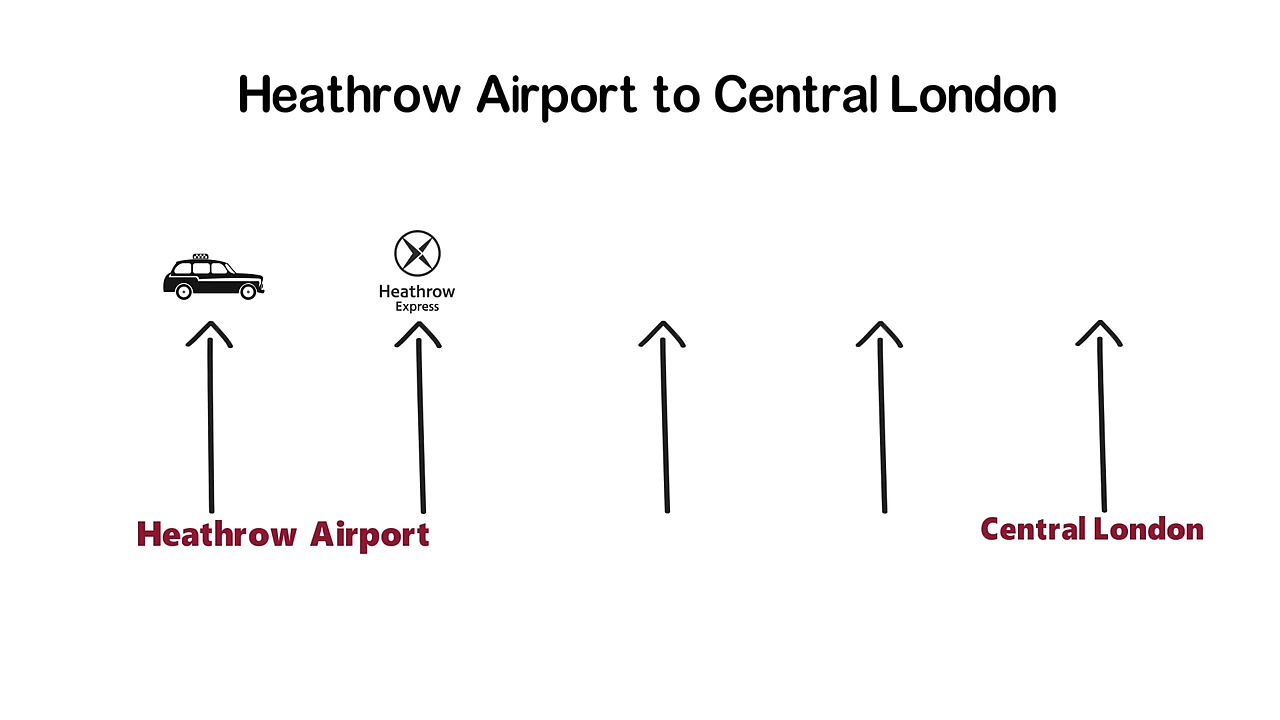 Heathrow Airport to Central London
Heathrow
Express
Heathrow Airport
Central London